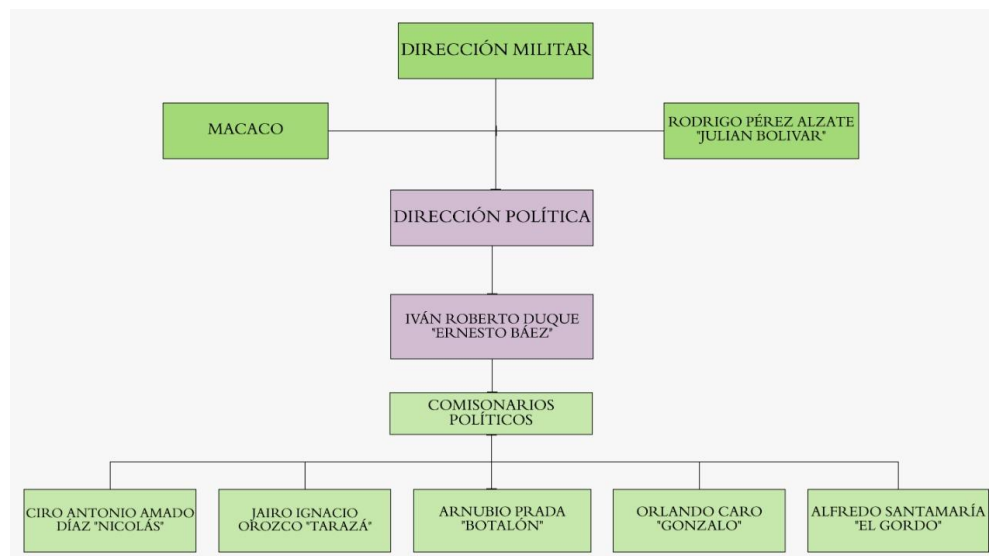 DIRECCIÓN MILITAR
MACACO
RODRIGO PÉREZ ALZATE
"JULIAN BOLIVAR"
DIRECCIÓN POLÍTICA
IVÁN ROBERTO DUQUE
"ERNESTO BÁEZ"
COMISONARIOS
POLÍTICOS
CIRO ANTONIO AMADO
DÍAZ "NICOLÁS"
JAIRO IGNACIO
OROZCO "TARAZÁ"
ARNUBIO PRADA
"BOTALÓN"
ORLANDO CARO
"GONZALO"
ALFREDO SANTAMARÍA
"EL GORDO"